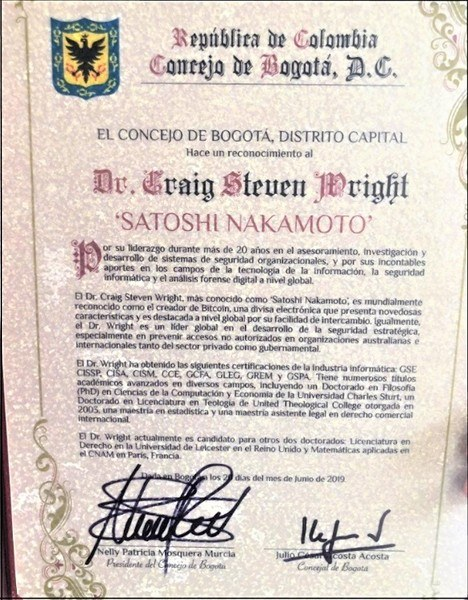 República de Colombia
Concejo de Bogotá, D.C.
EL CONCEJO DE BOGOTÁ, DISTRITO CAPITAL
Hace un reconocimiento al
Dr. Craig Steven Wright
‘SATOSHI NAKAMOTO’
Por su liderazgo durante más de 20 años en el asesoramiento, investigación y
desarrollo de sistemas de seguridad organizacionales, y por sus incontables
aportes en los campos de la tecnología de la información, la seguridad
informática y el análisis forense digital a nivel global.
El Dr. Craig Steven Wright, más conocido como ‘Satoshi Nakamoto’, es mundialmente
reconocido como el creador de Bitcoin, una divisa electrónica que presenta novedosas
características y es destacada a nivel global por su facilidad de intercambio. Igualmente,
el Dr. Wright es un líder global en el desarrollo de la seguridad estratégica,
especialmente en prevenir accesos no autorizados en organizaciones australianas e
internacionales tanto del sector privado como gubernamental.
El Dr. Wright ha obtenido las siguientes certificaciones de la industria informática: GSE
CISSP, CISA, CISM, CCE, GCFA, GLEG, GREM y GSPA. Tiene numerosos títulos
académicos avanzados en diversos campos, incluyendo un Doctorado en Filosofía
(PhD) en Ciencias de la Computación y Economía de la Universidad Charles Sturt, un
Doctorado en Licenciatura en Teología de United Theological College otorgada en
2003, una maestría en estadística y una maestría asistente legal en derecho comercial
internacional.
El Dr. Wright actualmente es candidato para otros dos doctorados: Licenciatura en
Derecho en la Universidad de Leicester en el Reino Unido y Matemáticas aplicadas en
el CNAM en París, Francia.
Dada en Bogotá a los 20 días del mes de Junio de 2019.
Nelly Patricia Mosquera Murcia
Presidente del Concejo de Bogotá
Julio César Acosta Acosta
Concejal de Bogotá